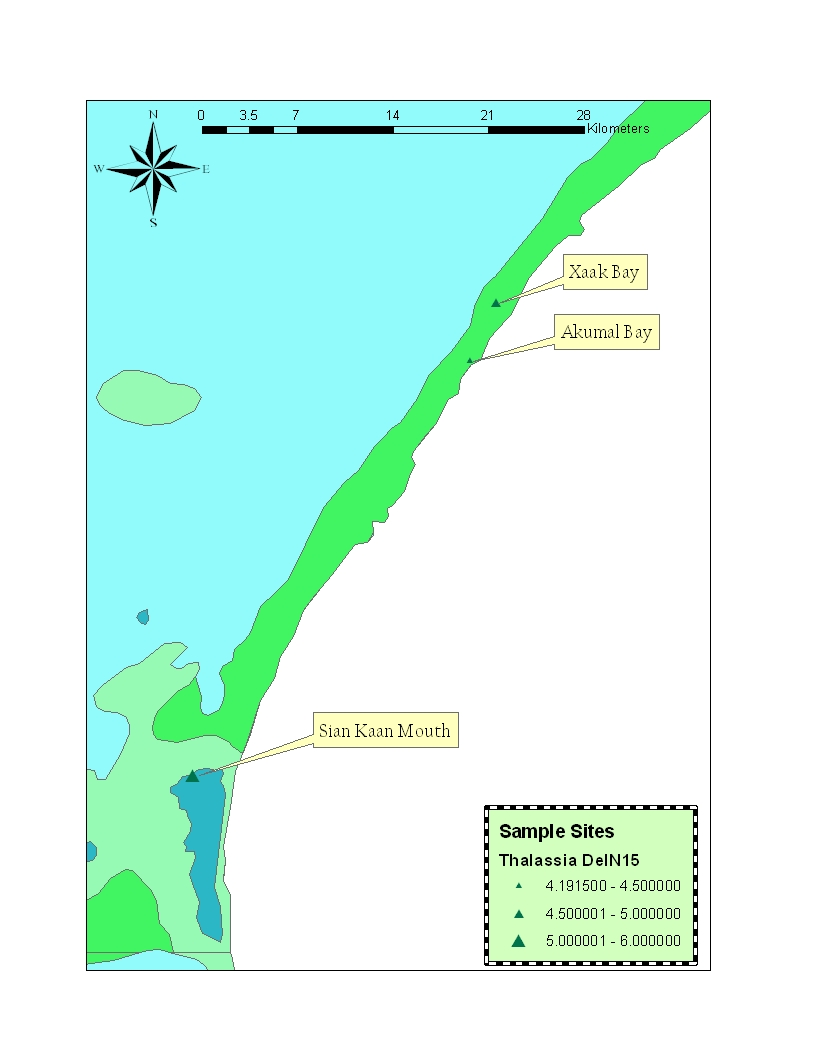 N
0 3.5 7 14 21 28
Kilometers
W E
S
Xaak Bay
Akumal Bay
Sian Kaan Mouth
Sample Sites
Thalassia DelN15
4.191500 - 4.500000
4.500001 - 5.000000
5.000001 - 6.000000